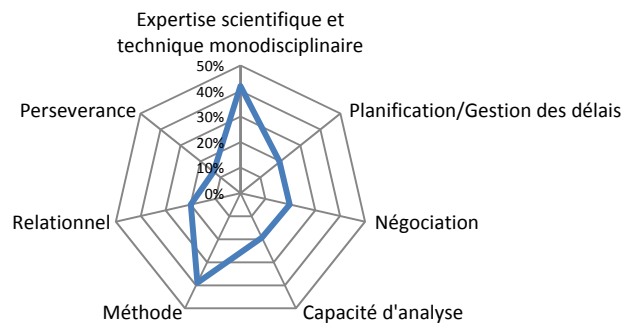 Expertise scientifique et
technique monodisciplinaire
50%
40%
30%
20%
10%
0%
Perseverance
Planification/Gestion des délais
Relationnel
Négociation
Méthode
Capacité d'analyse